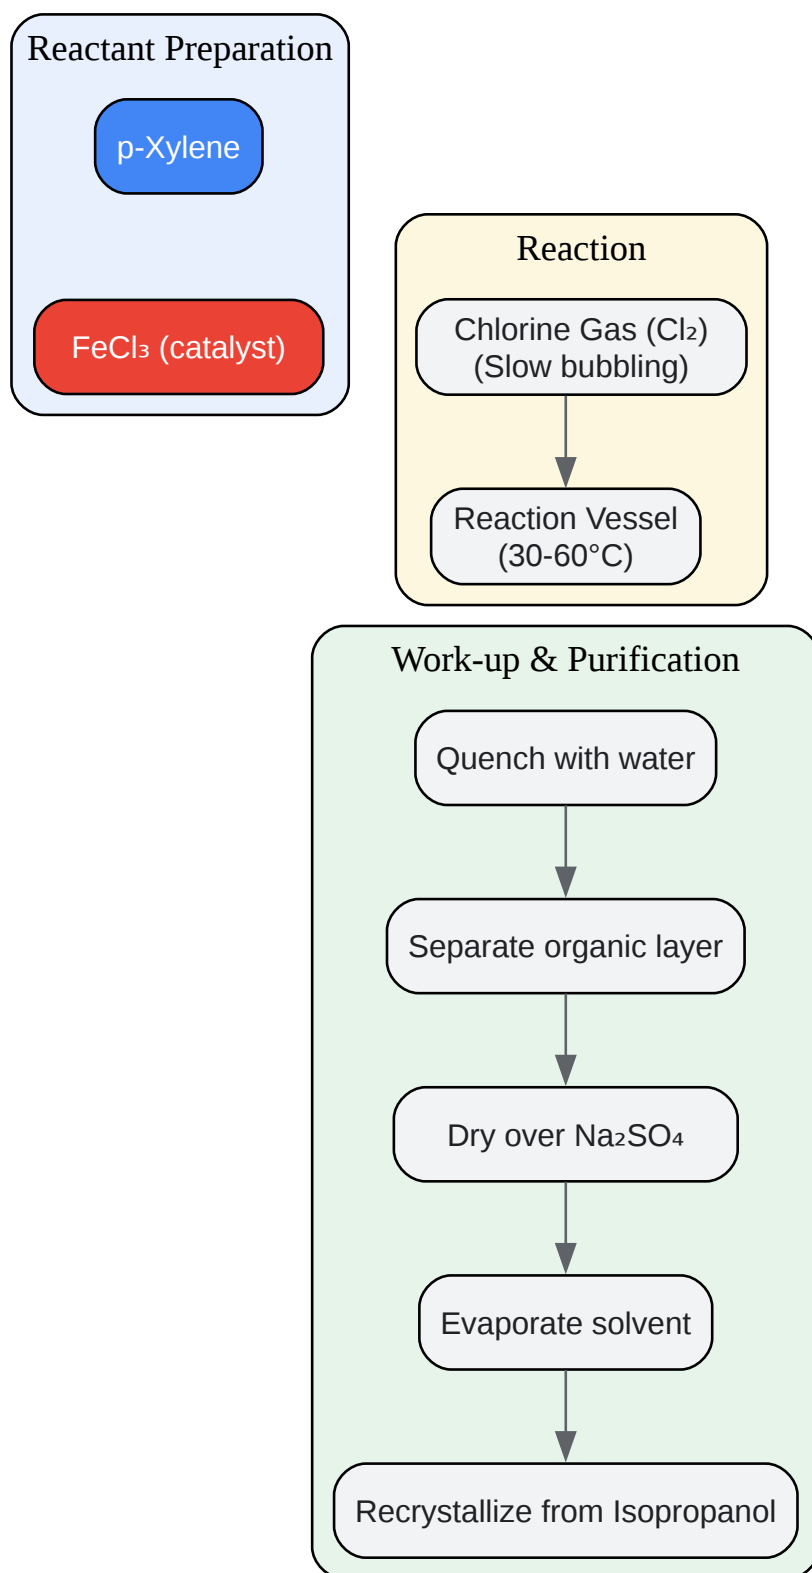 Reactant Preparation
p-Xylene
FeCl₃ (catalyst)
Reaction
Chlorine Gas (Cl₂)
(Slow bubbling)
Reaction Vessel
(30-60°C)
Work-up & Purification
Quench with water
Separate organic layer
Dry over Na₂SO₄
Evaporate solvent
Recrystallize from Isopropanol